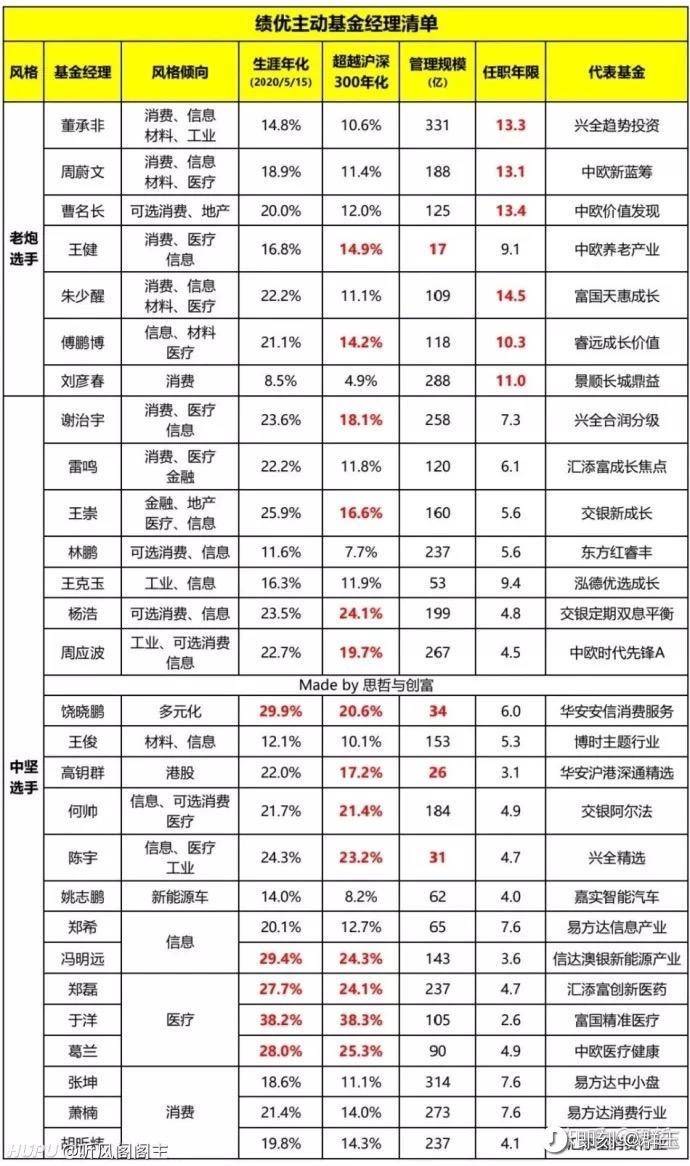 绩优主动基金经理清单
风格 基金经理 风格倾向 生涯年化 (2020/5/15) 超越沪深300年化 管理规模(亿) 任职年限 代表基金
老炮选手
董承非 消费、信息 材料、工业 14.8% 10.6% 331 13.3 兴全趋势投资
周蔚文 消费、信息 材料、医疗 18.9% 11.4% 188 13.1 中欧新蓝筹
曹名长 可选消费、地产 20.0% 12.0% 125 13.4 中欧价值发现
王健 消费、医疗 信息 16.8% 14.9% 17 9.1 中欧养老产业
朱少醒 消费、信息 材料、医疗 22.2% 11.1% 109 14.5 富国天惠成长
傅鹏博 信息、材料 医疗 21.1% 14.2% 118 10.3 睿远成长价值
刘彦春 消费 8.5% 4.9% 288 11.0 景顺长城鼎益
中坚选手
谢治宇 消费、医疗 信息 23.6% 18.1% 258 7.3 兴全合润分级
雷鸣 消费、医疗 金融 22.2% 11.8% 120 6.1 汇添富成长焦点
王崇 金融、地产 医疗、信息 25.9% 16.6% 160 5.6 交银新成长
林鹏 可选消费、信息 11.6% 7.7% 237 5.6 东方红睿丰
王克玉 工业、信息 16.3% 11.9% 53 9.4 泓德优选成长
杨浩 可选消费、信息 23.5% 24.1% 199 4.8 交银定期双息平衡
周应波 工业、可选消费 信息 22.7% 19.7% 267 4.5 中欧时代先锋A
Made by 思哲与创富
饶晓鹏 多元化 29.9% 20.6% 34 6.0 华安安信消费服务
王俊 材料、信息 12.1% 10.1% 153 5.3 博时主题行业
高钥群 港股 22.0% 17.2% 26 3.1 华安沪港深通精选
何帅 信息、可选消费 医疗 21.7% 21.4% 184 4.9 交银阿尔法
陈宇 信息、医疗 工业 24.3% 23.2% 31 4.7 兴全精选
姚志鹏 新能源车 14.0% 8.2% 62 4.0 嘉实智能汽车
郑希 信息 20.1% 12.7% 65 7.6 易方达信息产业
冯明远 29.4% 24.3% 143 3.6 信达澳银新能源产业
郑磊 医疗 27.7% 24.1% 237 4.7 汇添富创新医药
于洋 38.2% 38.3% 105 2.6 富国精准医疗
葛兰 28.0% 25.3% 90 4.9 中欧医疗健康
张坤 消费 18.6% 11.1% 314 7.6 易方达中小盘
萧楠 21.4% 14.0% 273 7.6 易方达消费行业
19.8% 14.3% 237 4.1
HUPU @听风阁阁主